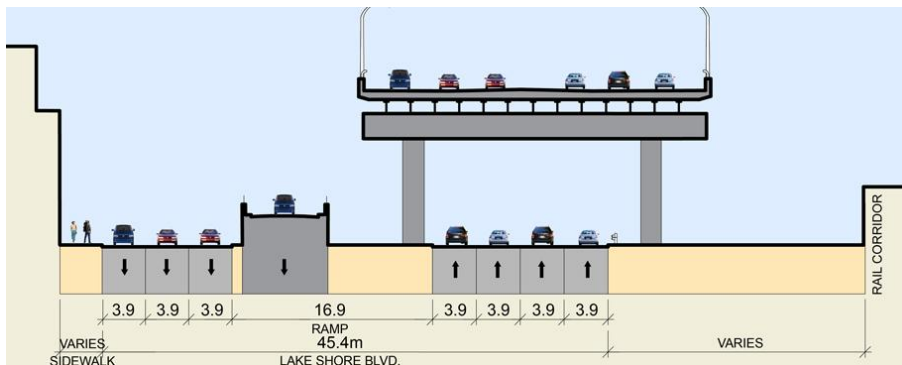 RAIL CORRIDOR
3.9 3.9 3.9 16.9 3.9 3.9 3.9 3.9
RAMP
VARIES 45.4m VARIES
SIDEWALK LAKE SHORE BLVD.